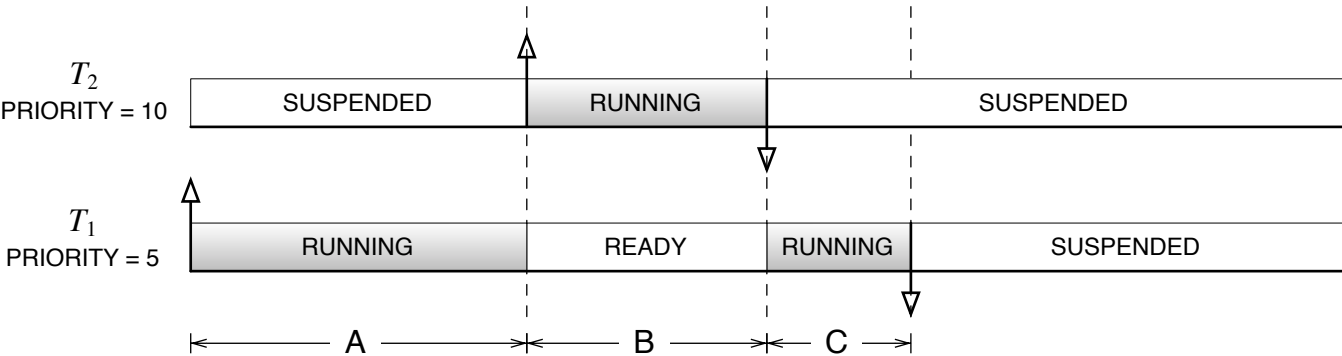 T2
PRIORITY = 10
SUSPENDED RUNNING SUSPENDED
T1
PRIORITY = 5
RUNNING READY RUNNING SUSPENDED
A B C